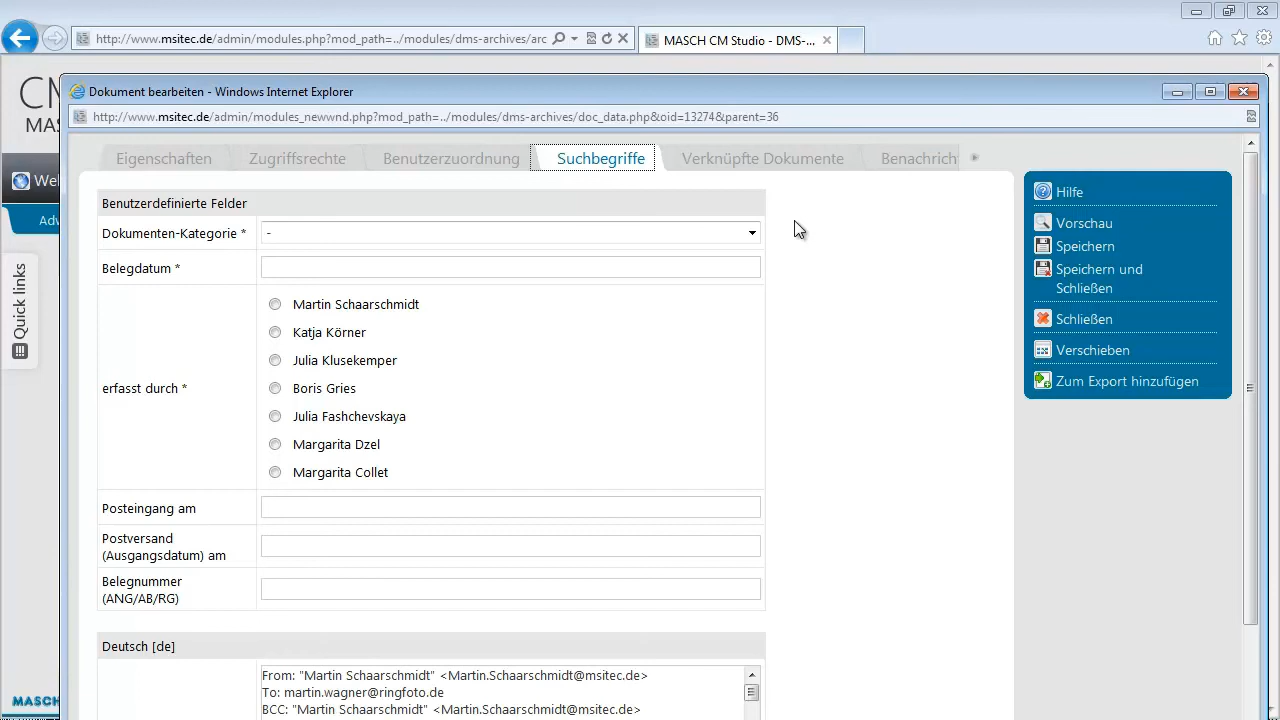 http://www.msitec.de/admin/modules.php?mod_path=../modules/dms-archives/arc
MASCH CM Studio - DMS-...
CM
MAS
Dokument bearbeiten - Windows Internet Explorer
http://www.msitec.de/admin/modules_newwnd.php?mod_path=../modules/dms-archives/doc_data.php&oid=13274&parent=36
Eigenschaften
Zugriffsrechte
Benutzerzuordnung
Suchbegriffe
Verknüpfte Dokumente
Benachrich
Wel
Adv
Quick links
Benutzerdefinierte Felder
Dokumenten-Kategorie *
-
Belegdatum *
erfasst durch *
Martin Schaarschmidt
Katja Körner
Julia Klusekemper
Boris Gilel
Julia Fashchevskaya
Margarita Dzel
Margarita Collet
Posteingang am
Postversand
(Ausgangsdatum) am
Belegnummer
(ANG/AB/RG)
Deutsch [de]
From: "Martin Schaarschmidt" <Martin.Schaarschmidt@msitec.de>
To: martin.wagner@ringfoto.de
BCC: "Martin Schaarschmidt" <Martin.Schaarschmidt@msitec.de>
Hilfe
Vorschau
Speichern
Speichern und
Schließen
Schließen
Verschieben
Zum Export hinzufügen
MASCH